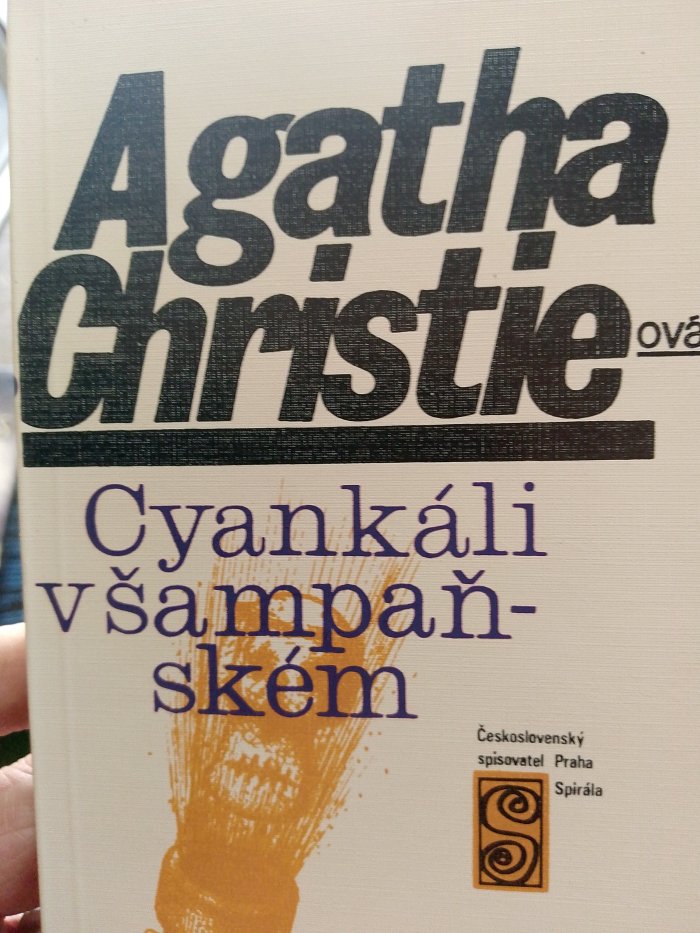 Agatha
Christie
ová
Cyankáli
v šampaň-
ském
Československý
spisovatel Praha
Spirála